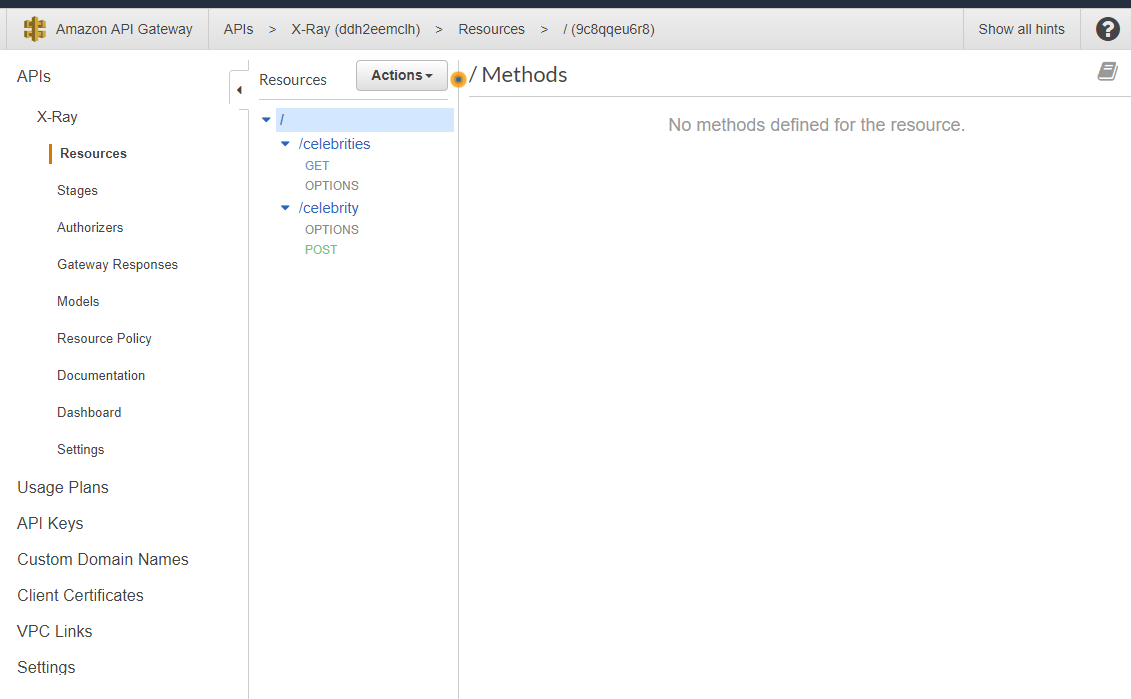 Amazon API Gateway
APIs > X-Ray (ddh2eemclh) > Resources > / (9c8qqeu6r8)
Show all hints
?
APIs
X-Ray
Resources
Stages
Authorizers
Gateway Responses
Models
Resource Policy
Documentation
Dashboard
Settings
Usage Plans
API Keys
Custom Domain Names
Client Certificates
VPC Links
Settings
Resources
Actions
/
/celebrities
GET
OPTIONS
/celebrity
OPTIONS
POST
/ Methods
No methods defined for the resource.